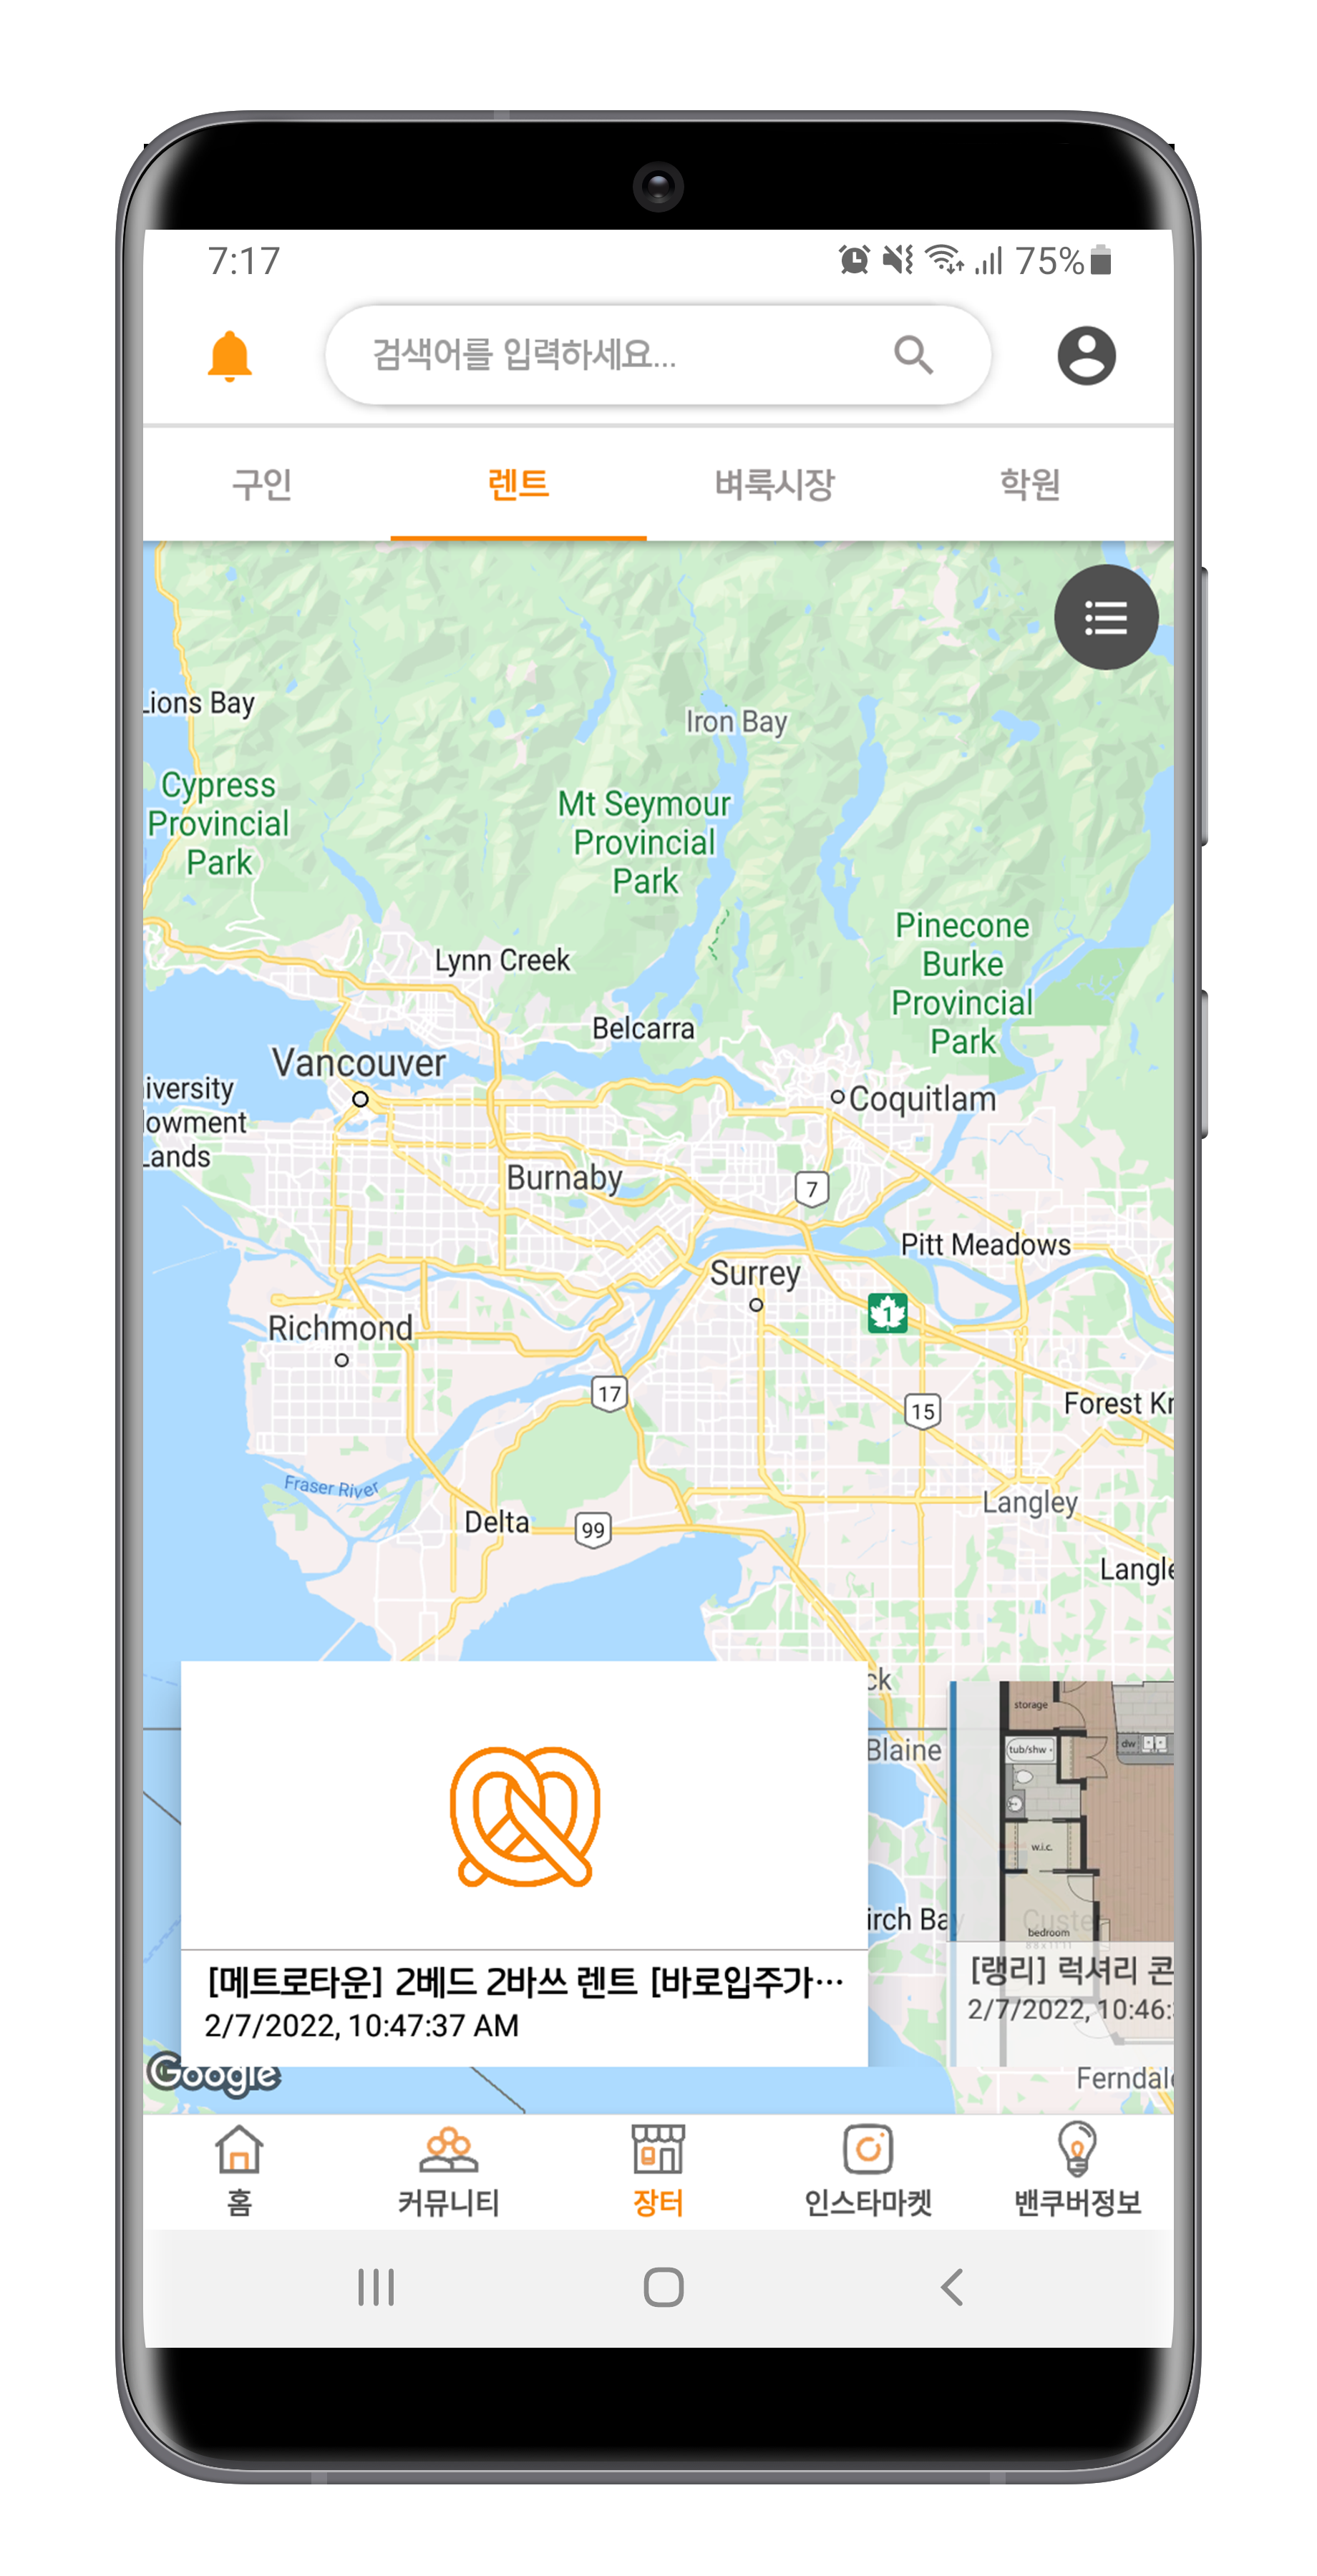 7:17
75%
검색어를 입력하세요...
구인 렌트 벼룩시장 학원
Lions Bay
Iron Bay
Cypress
Provincial
Park
Mt Seymour
Provincial
Park
Pinecone
Burke
Provincial
Park
Lynn Creek
Belcarra
Vancouver
Coquitlam
iversity
lowment
Lands
Burnaby
7
Pitt Meadows
Surrey
1
Richmond
17
15
Forest Kn
Fraser River
Langley
Delta
99
Langle
ck
Blaine
storage
tub/shw
dw
w.i.c.
irch Bay
Custer
bedroom
[메트로타운] 2베드 2바쓰 렌트 [바로입주가...
2/7/2022, 10:47:37 AM
[랭리] 럭셔리 콘
2/7/2022, 10:46:
Google
Ferndale
홈 커뮤니티 장터 인스타마켓 밴쿠버정보